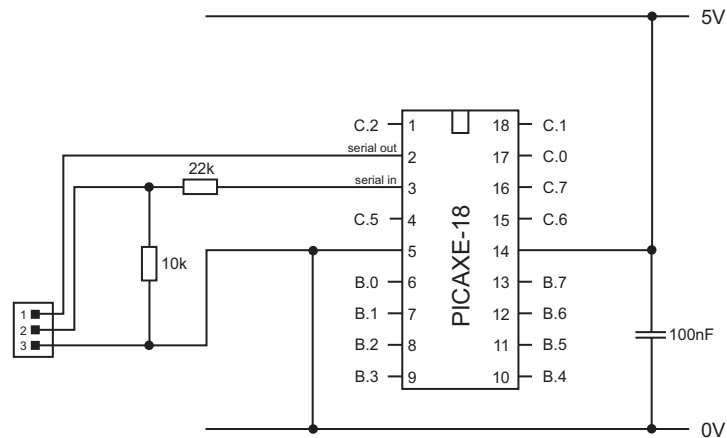 5V
C.2 1 18 C.1
serial out 2 17 C.0
22k
serial in 3 16 C.7
C.5 4 15 C.6
5 14
10k
PICAXE-18
B.0 6 13 B.7
1
B.1 7 12 B.6
2
100nF
3
B.2 8 11 B.5
B.3 9 10 B.4
0V